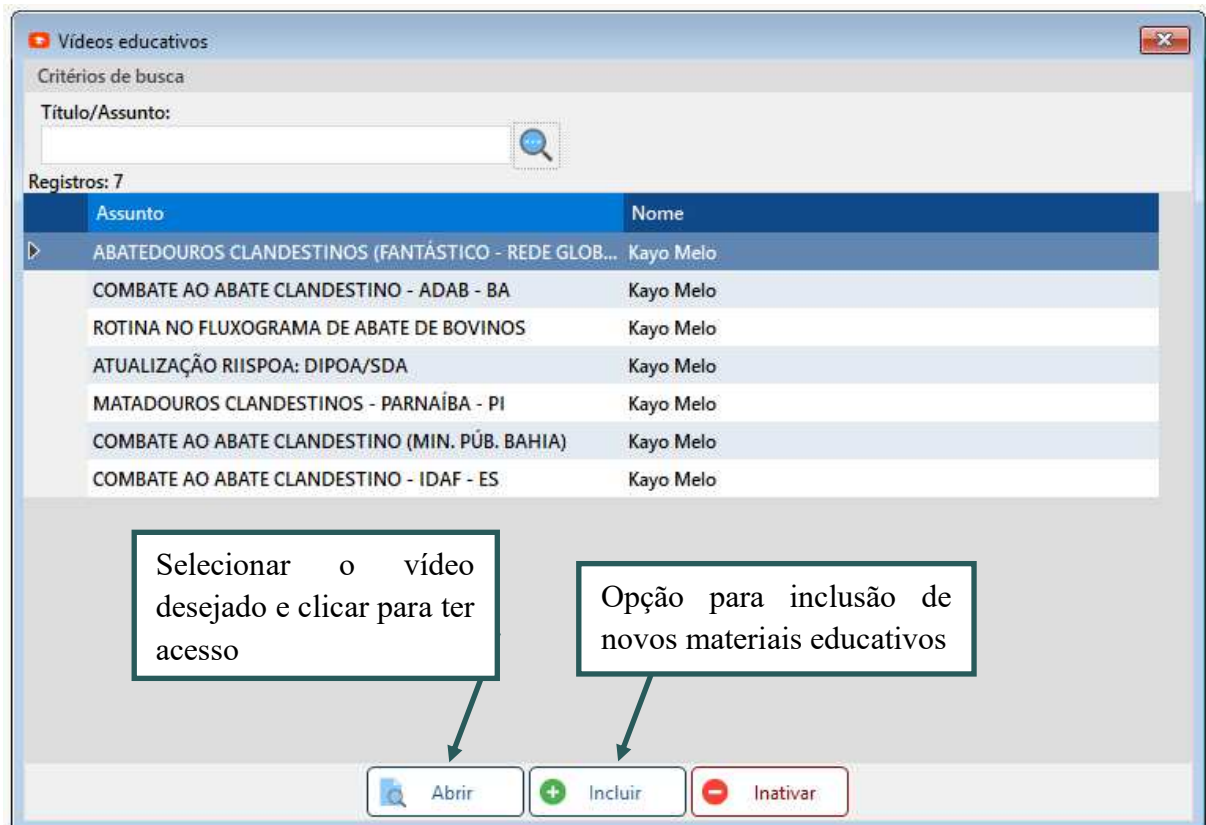 Vídeos educativos
Critérios de busca
Título/Assunto:
Registros: 7
Assunto Nome
ABATEDOUROS CLANDESTINOS (FANTÁSTICO - REDE GLOB... Kayo Melo
COMBATE AO ABATE CLANDESTINO - ADAB - BA Kayo Melo
ROTINA NO FLUXOGRAMA DE ABATE DE BOVINOS Kayo Melo
ATUALIZAÇÃO RIISPOA: DIPOA/SDA Kayo Melo
MATADOUROS CLANDESTINOS - PARNAÍBA - PI Kayo Melo
COMBATE AO ABATE CLANDESTINO (MIN. PÚB. BAHIA) Kayo Melo
COMBATE AO ABATE CLANDESTINO - IDAF - ES Kayo Melo
Selecionar o vídeo
desejado e clicar para ter
acesso
Opção para inclusão de
novos materiais educativos
Abrir Incluir Inativar